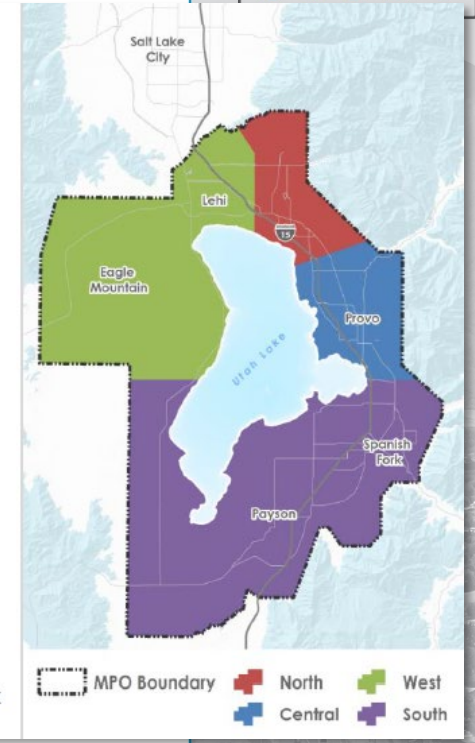 Salt Lake
City
Lehi
INTERSTATE
15
Eagle
Mountain
Provo
Utah Lake
Spanish
Fork
Payson
MPO Boundary
North
West
Central
South